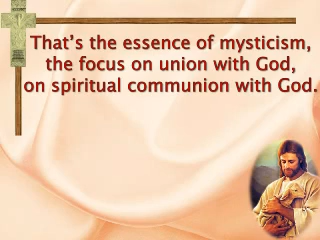 That's the essence of mysticism,
the focus on union with God,
on spiritual communion with God.